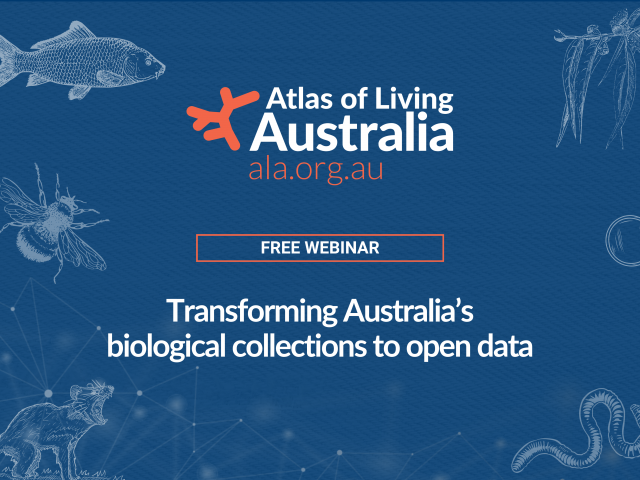 Atlas of Living
Australia
ala.org.au
FREE WEBINAR
Transforming Australia’s
biological collections to open data